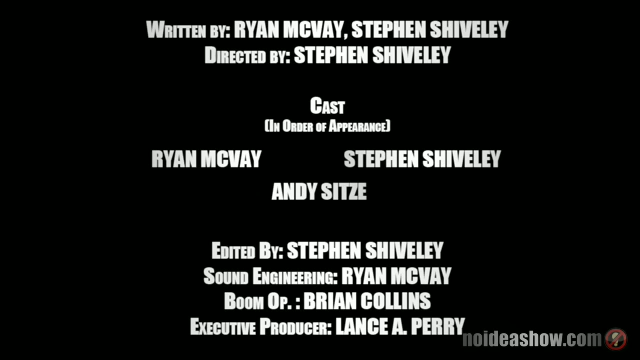 Written by: RYAN MCVAY, STEPHEN SHIVELEY
Directed by: STEPHEN SHIVELEY
Cast
(In Order of Appearance)
RYAN MCVAY STEPHEN SHIVELEY
ANDY SITZE
Edited By: STEPHEN SHIVELEY
Sound Engineering: RYAN MCVAY
Boom Op. : BRIAN COLLINS
Executive Producer: LANCE A. PERRY
noideashow.com